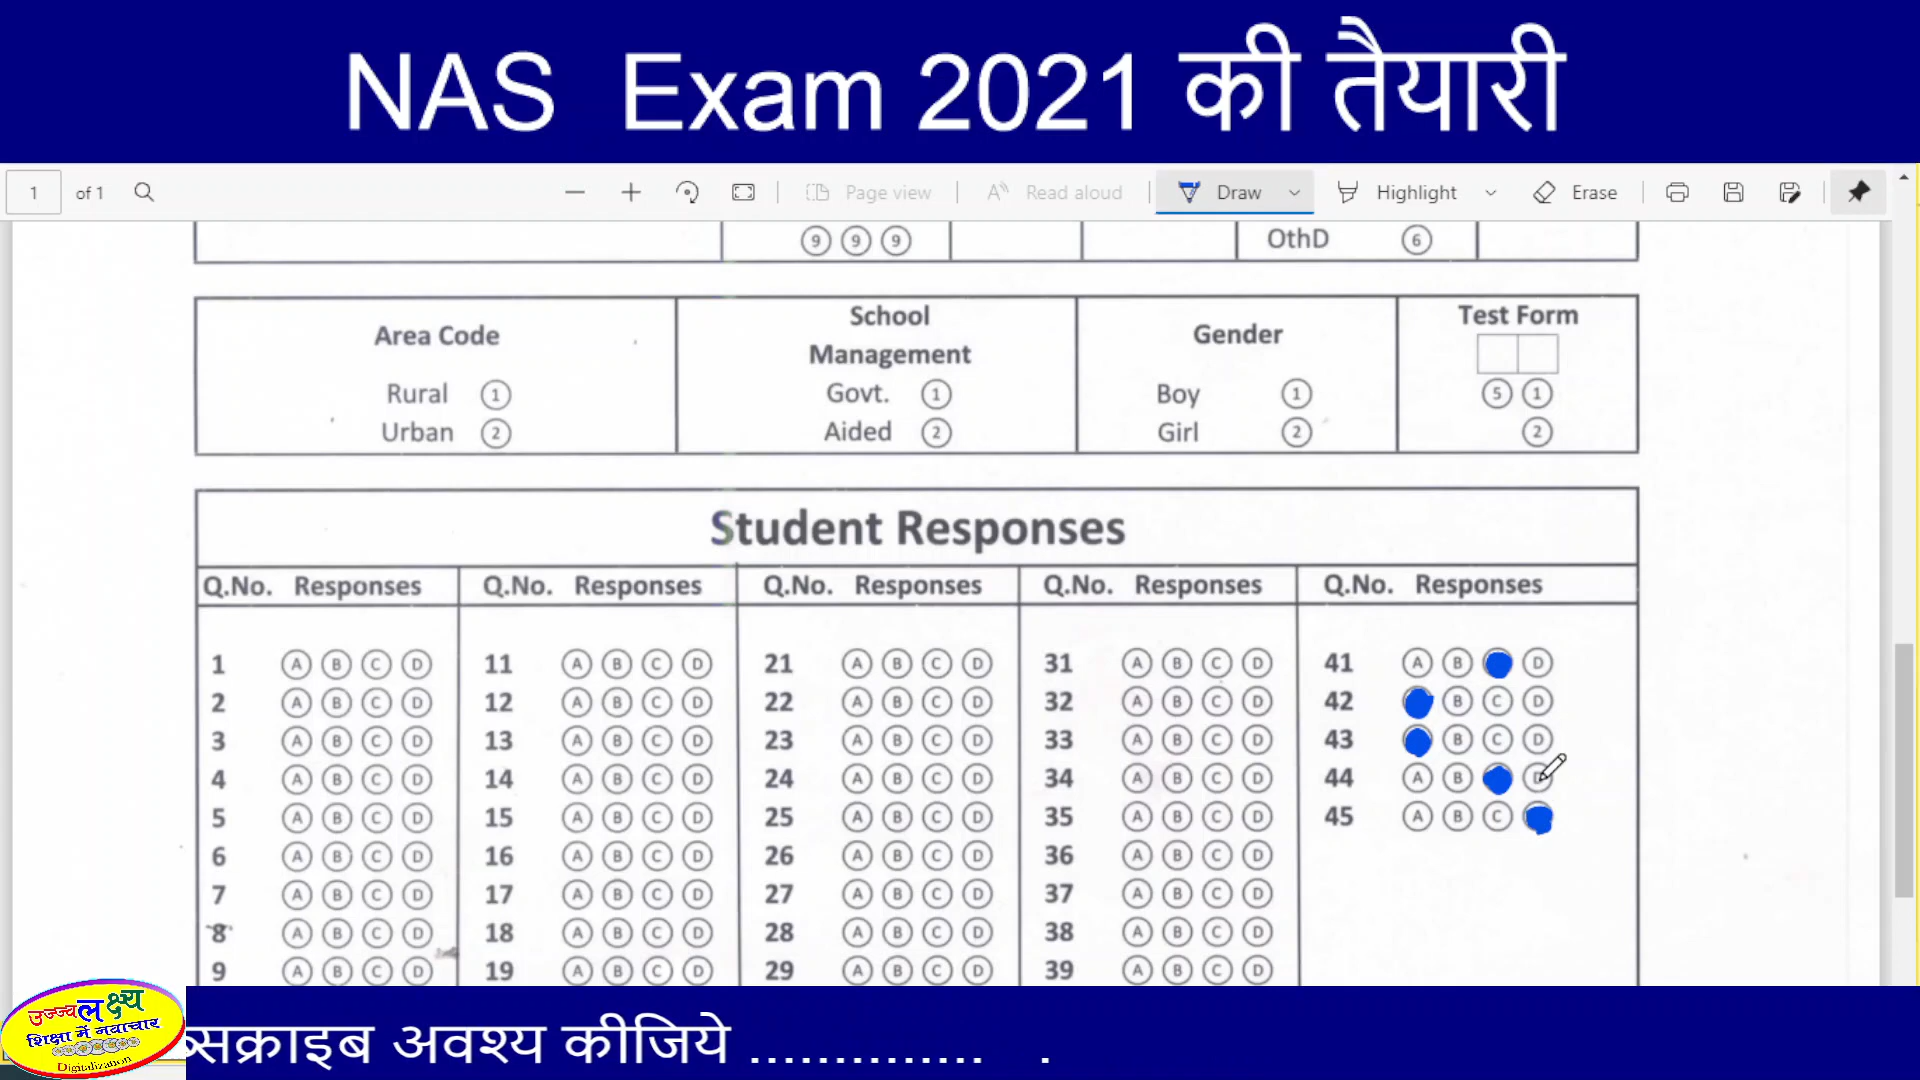 NAS Exam 2021 की तैयारी
1 of 1 Page view Read aloud Draw Highlight Erase
9 9 9 OthD 6
Area Code
Rural 1
Urban 2
School
Management
Govt. 1
Aided 2
Gender
Boy 1
Girl 2
Test Form
5 1
2
Student Responses
Q.No. Responses Q.No. Responses Q.No. Responses Q.No. Responses Q.No. Responses
1 A B C D 11 A B C D 21 A B C D 31 A B C D 41 A B D
2 A B C D 12 A B C D 22 A B C D 32 A B C D 42 B C D
3 A B C D 13 A B C D 23 A B C D 33 A B C D 43 B C D
4 A B C D 14 A B C D 24 A B C D 34 A B C D 44 A B D
5 A B C D 15 A B C D 25 A B C D 35 A B C D 45 A B C
6 A B C D 16 A B C D 26 A B C D 36 A B C D
7 A B C D 17 A B C D 27 A B C D 37 A B C D
8 A B C D 18 A B C D 28 A B C D 38 A B C D
9 A B C D 19 A B C D 29 A B C D 39 A B C D
उज्ज्वल लक्ष्य
शिक्षा में नवाचार
Digitalization
ब्सक्राइब अवश्य कीजिये .............. .